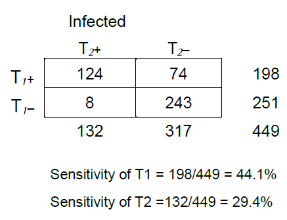 Infected
T2+ T2–
T1+ 124 74 198
T1– 8 243 251
132 317 449
Sensitivity of T1 = 198/449 = 44.1%
Sensitivity of T2 =132/449 = 29.4%